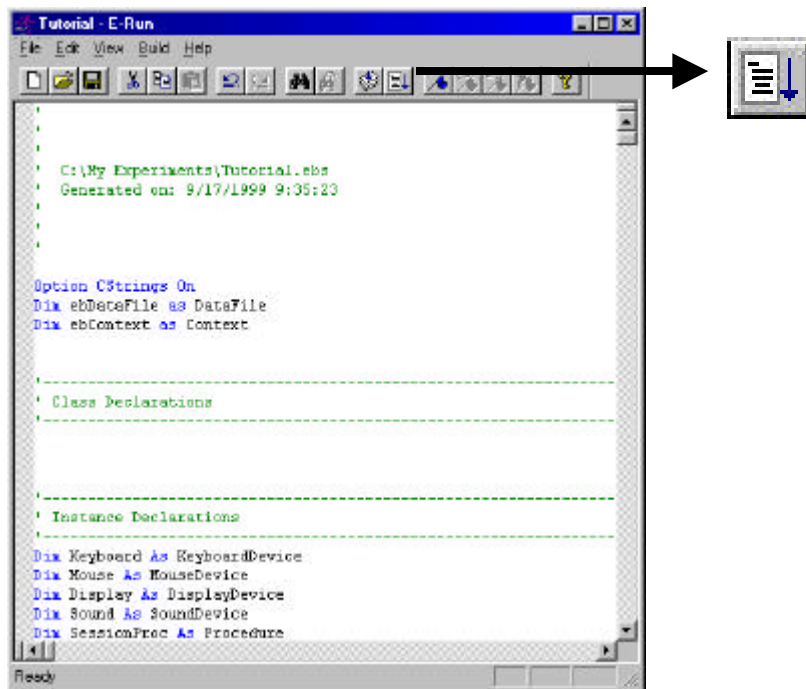 Tutorial - E-Run
File Edit View Build Help
'
'
'
' C:\My Experiments\Tutorial.ebs
' Generated on: 9/17/1999 9:35:23
'
'
'
Option CStrings On
Dim ebDataFile as DataFile
Dim ebContext as Context
'------------------------------------------------------------
' Class Declarations
'------------------------------------------------------------
'------------------------------------------------------------
' Instance Declarations
'------------------------------------------------------------
Dim Keyboard As KeyboardDevice
Dim Mouse As MouseDevice
Dim Display As DisplayDevice
Dim Sound As SoundDevice
Dim SessionProc As Procedure
Ready